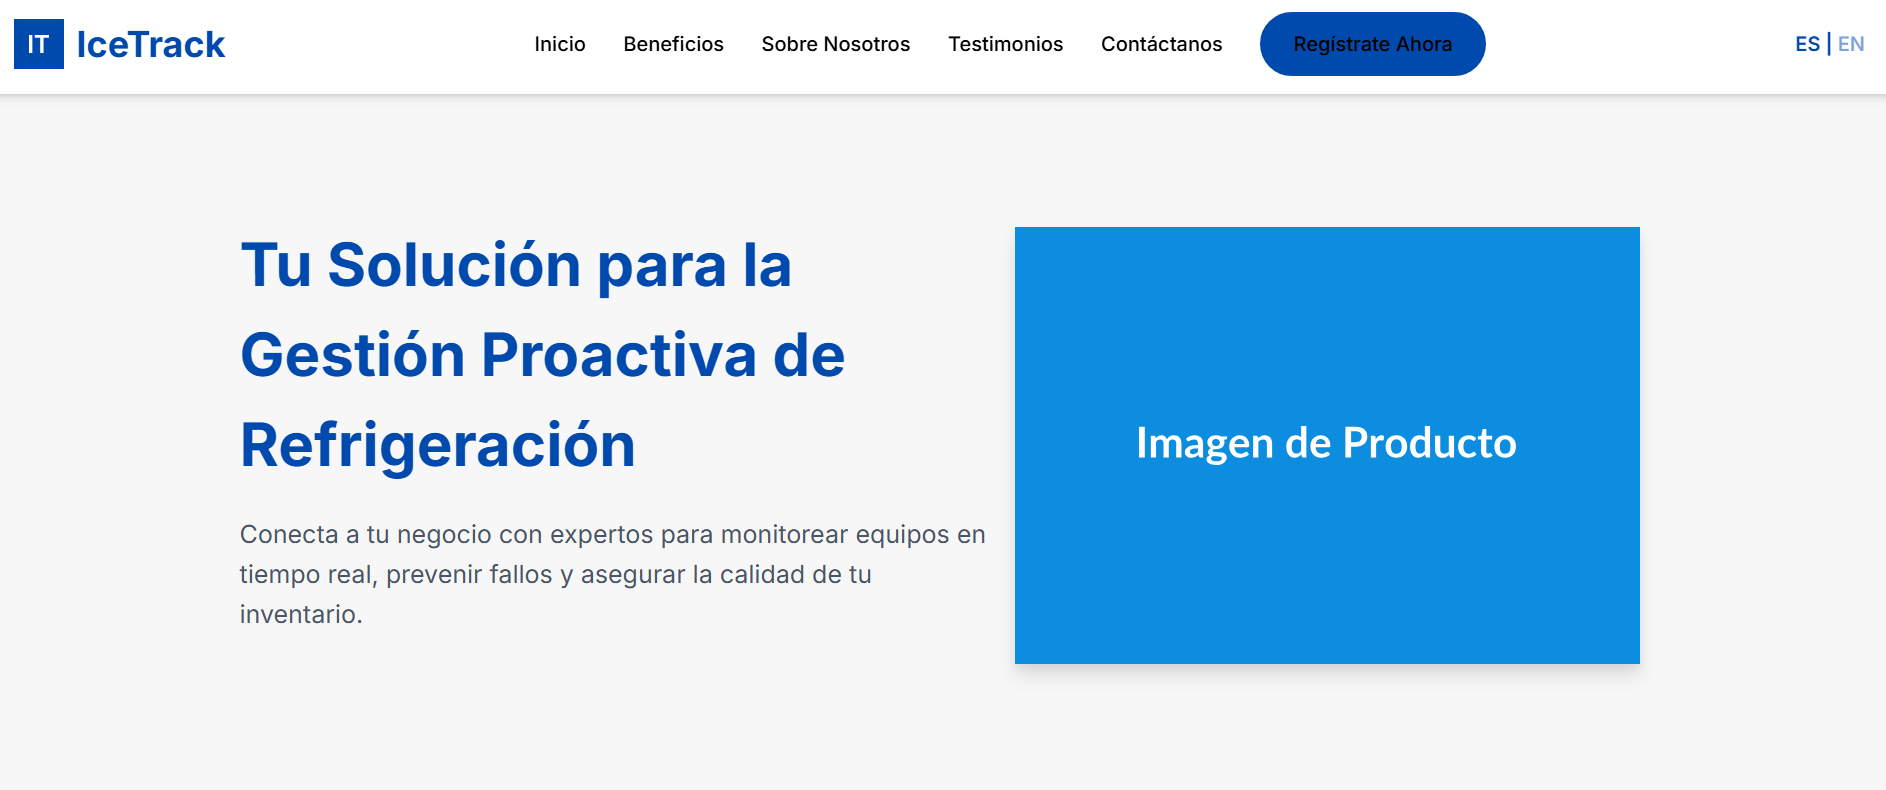 IT IceTrack Inicio Beneficios Sobre Nosotros Testimonios Contáctanos Regístrate Ahora ES | EN
Tu Solución para la
Gestión Proactiva de
Refrigeración
Conecta a tu negocio con expertos para monitorear equipos en
tiempo real, prevenir fallos y asegurar la calidad de tu
inventario.
Imagen de Producto